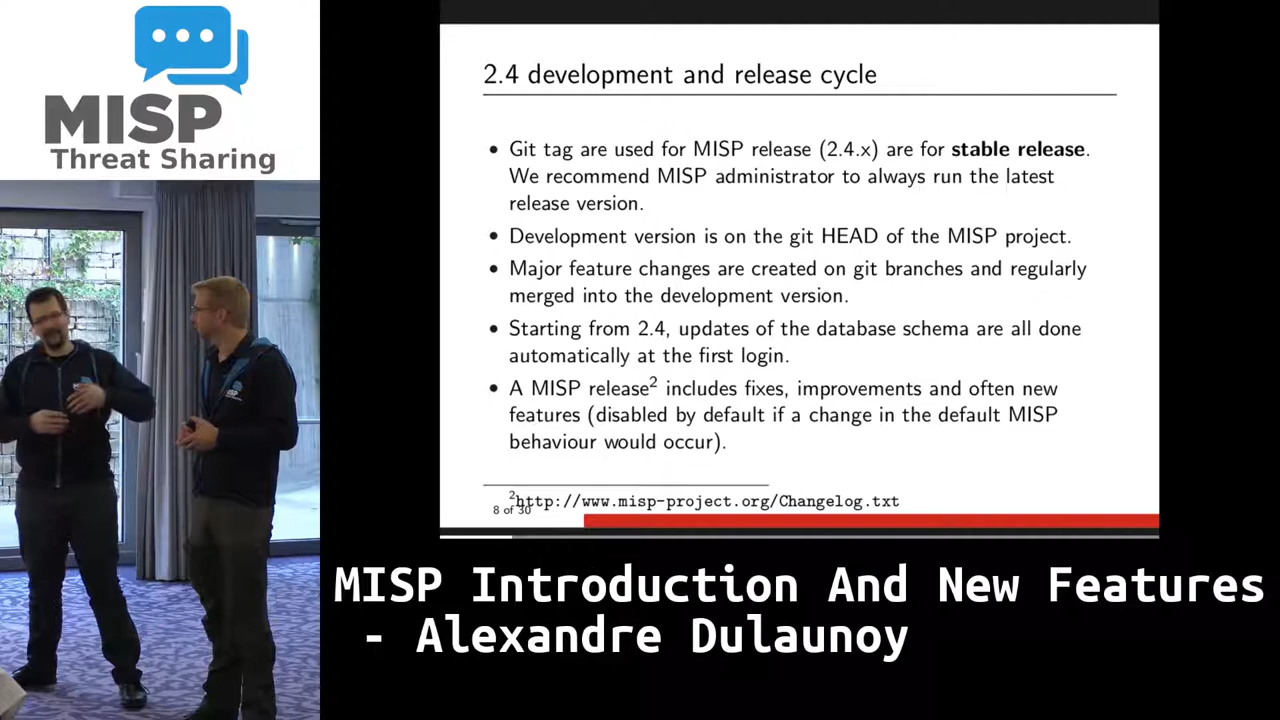 MISP
Threat Sharing
2.4 development and release cycle
• Git tag are used for MISP release (2.4.x) are for stable release.
We recommend MISP administrator to always run the latest
release version.
• Development version is on the git HEAD of the MISP project.
• Major feature changes are created on git branches and regularly
merged into the development version.
• Starting from 2.4, updates of the database schema are all done
automatically at the first login.
• A MISP release2 includes fixes, improvements and often new
features (disabled by default if a change in the default MISP
behaviour would occur).
2http://www.misp-project.org/Changelog.txt
8 of 30
MISP
MISP Introduction And New Features
- Alexandre Dulaunoy